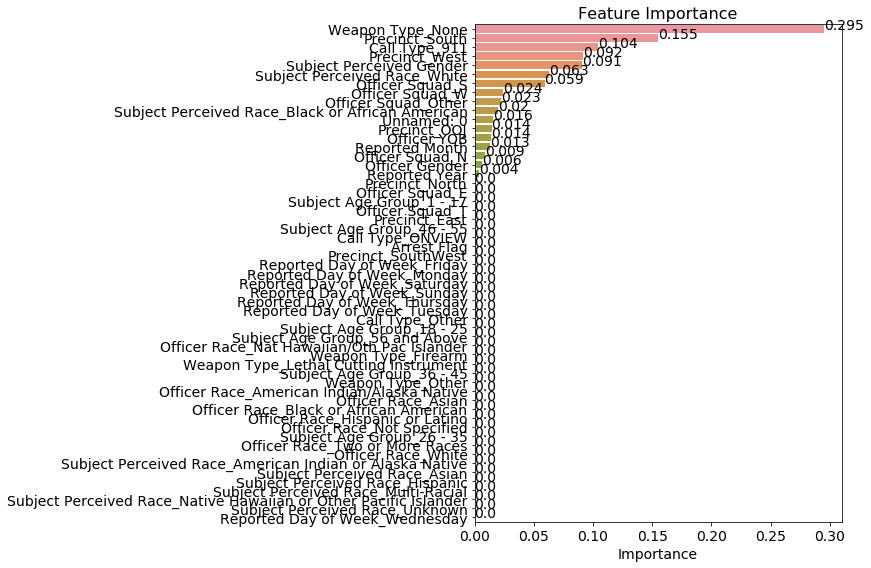 Feature Importance
Weapon Type_None 0.295
Precinct_South 0.155
Call Type_911 0.104
Precinct_West 0.092
Subject Perceived Gender 0.091
Subject Perceived Race_White 0.063
Officer Squad_S 0.059
Officer Squad_W 0.024
Officer Squad_Other 0.023
Subject Perceived Race_Black or African American 0.02
Unnamed: 0 0.016
Precinct_OOJ 0.014
Officer YOB 0.014
Reported Month 0.013
Officer Squad_N 0.009
Officer Gender 0.006
Reported Year 0.004
Precinct_North 0.0
Officer Squad_E 0.0
Subject Age Group_1 - 17 0.0
Officer Squad_T 0.0
Precinct_East 0.0
Subject Age Group_46 - 55 0.0
Call Type_ONVIEW 0.0
Arrest Flag 0.0
Precinct_SouthWest 0.0
Reported Day of Week_Friday 0.0
Reported Day of Week_Monday 0.0
Reported Day of Week_Saturday 0.0
Reported Day of Week_Sunday 0.0
Reported Day of Week_Thursday 0.0
Reported Day of Week_Tuesday 0.0
Call Type_Other 0.0
Subject Age Group_18 - 25 0.0
Subject Age Group_56 and Above 0.0
Officer Race_Nat Hawaiian/Oth Pac Islander 0.0
Weapon Type_Firearm 0.0
Weapon Type_Lethal Cutting Instrument 0.0
Subject Age Group_36 - 45 0.0
Weapon Type_Other 0.0
Officer Race_American Indian/Alaska Native 0.0
Officer Race_Asian 0.0
Officer Race_Black or African American 0.0
Officer Race_Hispanic or Latino 0.0
Officer Race_Not Specified 0.0
Subject Age Group_26 - 35 0.0
Officer Race_Two or More Races 0.0
Officer Race_White 0.0
Subject Perceived Race_American Indian or Alaska Native 0.0
Subject Perceived Race_Asian 0.0
Subject Perceived Race_Hispanic 0.0
Subject Perceived Race_Multi-Racial 0.0
Subject Perceived Race_Native Hawaiian or Other Pacific Islander 0.0
Subject Perceived Race_Unknown 0.0
Reported Day of Week_Wednesday 0.0
0.00 0.05 0.10 0.15 0.20 0.25 0.30
Importance